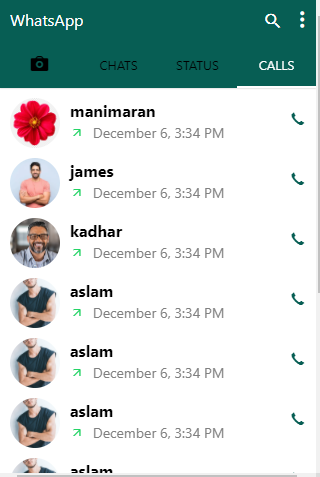 WhatsApp
CHATS STATUS CALLS
manimaran
December 6, 3:34 PM
james
December 6, 3:34 PM
kadhar
December 6, 3:34 PM
aslam
December 6, 3:34 PM
aslam
December 6, 3:34 PM
aslam
December 6, 3:34 PM
aslam